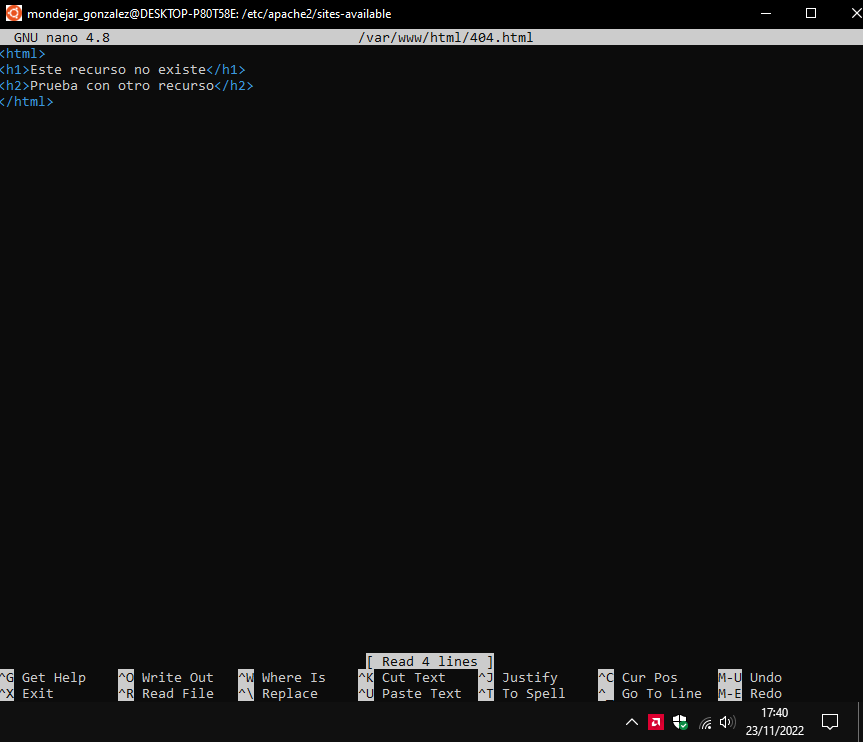 mondejar_gonzalez@DESKTOP-P80T58E: /etc/apache2/sites-available
GNU nano 4.8 /var/www/html/404.html
<html>
<h1>Este recurso no existe</h1>
<h2>Prueba con otro recurso</h2>
</html>
[ Read 4 lines ]
^G Get Help ^O Write Out ^W Where Is ^K Cut Text ^J Justify ^C Cur Pos M-U Undo
^X Exit ^R Read File ^\ Replace ^U Paste Text ^T To Spell ^_ Go To Line M-E Redo
17:40
23/11/2022